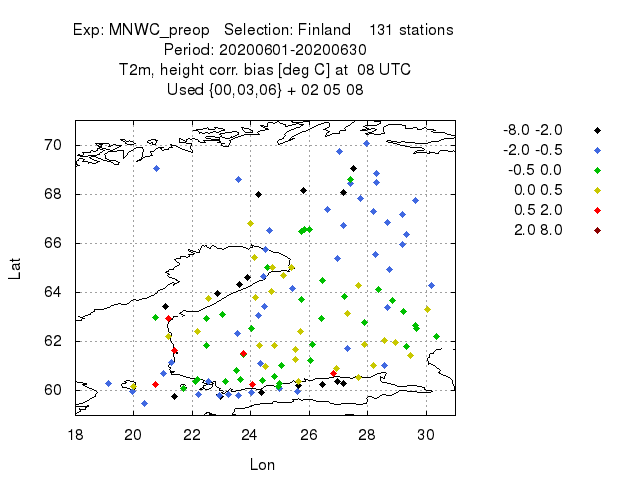 Exp: MNWC_preop Selection: Finland 131 stations
Period: 20200601-20200630
T2m, height corr. bias [deg C] at 08 UTC
Used {00,03,06} + 02 05 08
70
68
66
64
62
60
18 20 22 24 26 28 30
Lat
Lon
-8.0 -2.0
-2.0 -0.5
-0.5 0.0
0.0 0.5
0.5 2.0
2.0 8.0